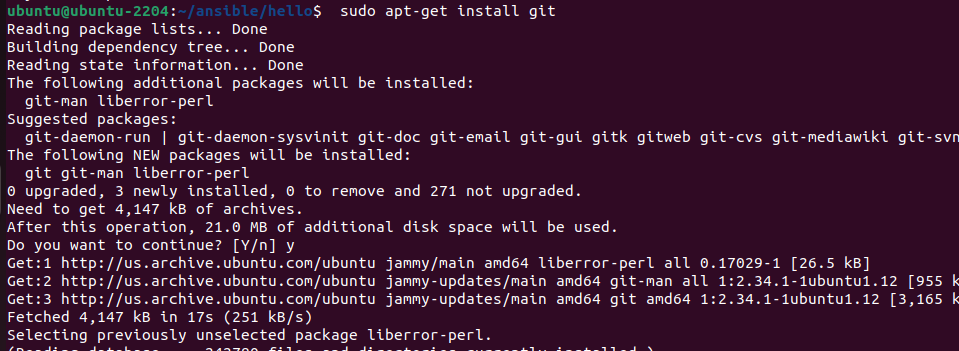 ubuntu@ubuntu-2204:~/ansible/hello$  sudo apt-get install git
Reading package lists... Done
Building dependency tree... Done
Reading state information... Done
The following additional packages will be installed:
  git-man liberror-perl
Suggested packages:
  git-daemon-run | git-daemon-sysvinit git-doc git-email git-gui gitk gitweb git-cvs git-mediawiki git-svn
The following NEW packages will be installed:
  git git-man liberror-perl
0 upgraded, 3 newly installed, 0 to remove and 271 not upgraded.
Need to get 4,147 kB of archives.
After this operation, 21.0 MB of additional disk space will be used.
Do you want to continue? [Y/n] y
Get:1 http://us.archive.ubuntu.com/ubuntu jammy/main amd64 liberror-perl all 0.17029-1 [26.5 kB]
Get:2 http://us.archive.ubuntu.com/ubuntu jammy-updates/main amd64 git-man all 1:2.34.1-1ubuntu1.12 [955 k
Get:3 http://us.archive.ubuntu.com/ubuntu jammy-updates/main amd64 git amd64 1:2.34.1-1ubuntu1.12 [3,165 k
Fetched 4,147 kB in 17s (251 kB/s)
Selecting previously unselected package liberror-perl.
(Reading database ... files and directories currently installed.)